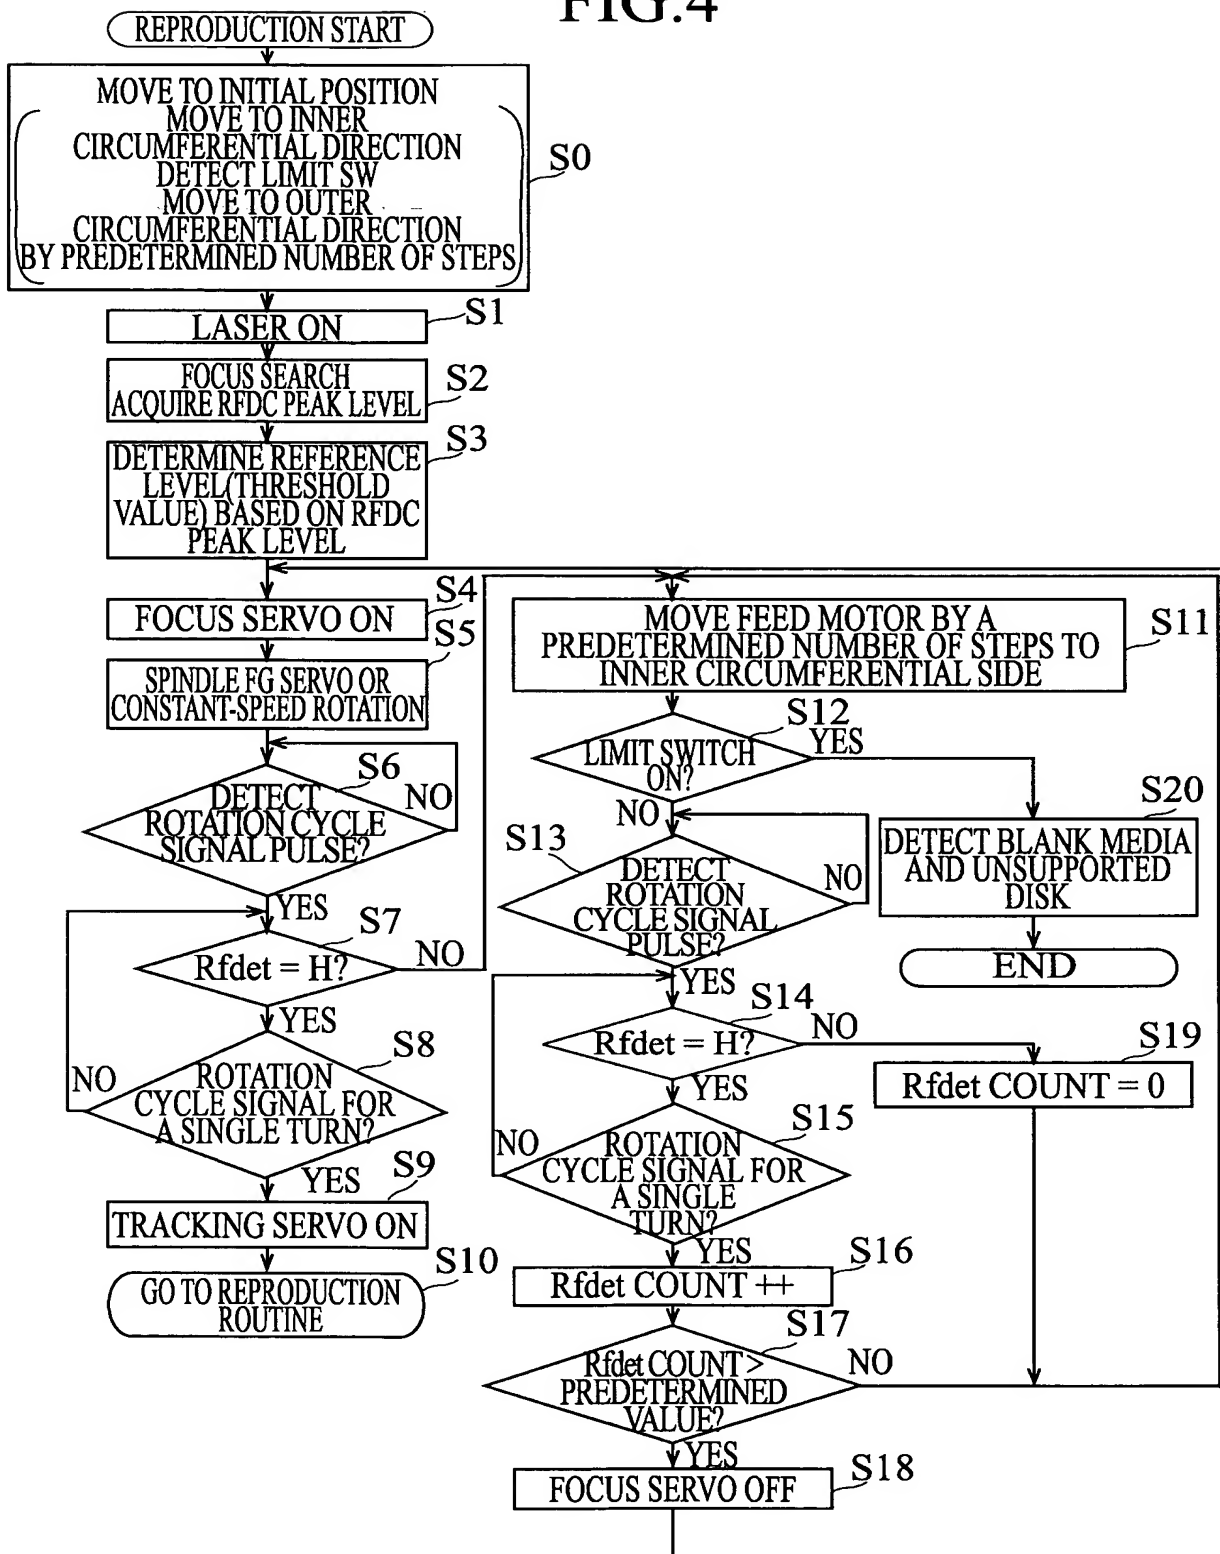 FIG.4
REPRODUCTION START
MOVE TO INITIAL POSITION
MOVE TO INNER
CIRCUMFERENTIAL DIRECTION
DETECT LIMIT SW
MOVE TO OUTER
CIRCUMFERENTIAL DIRECTION
BY PREDETERMINED NUMBER OF STEPS
S0
LASER ON
S1
FOCUS SEARCH
ACQUIRE RFDC PEAK LEVEL
S2
DETERMINE REFERENCE
LEVEL(THRESHOLD
VALUE) BASED ON RFDC
PEAK LEVEL
S3
FOCUS SERVO ON
S4
SPINDLE FG SERVO OR
CONSTANT-SPEED ROTATION
S5
DETECT
ROTATION CYCLE
SIGNAL PULSE?
S6
NO
YES
Rfdet = H?
S7
NO
YES
ROTATION
CYCLE SIGNAL FOR
A SINGLE TURN?
S8
NO
YES
TRACKING SERVO ON
S9
GO TO REPRODUCTION
ROUTINE
S10
MOVE FEED MOTOR BY A
PREDETERMINED NUMBER OF STEPS TO
INNER CIRCUMFERENTIAL SIDE
S11
LIMIT SWITCH
ON?
S12
YES
NO
DETECT
ROTATION
CYCLE SIGNAL
PULSE?
S13
NO
YES
Rfdet = H?
S14
NO
YES
ROTATION
CYCLE SIGNAL FOR
A SINGLE
TURN?
S15
NO
YES
Rfdet COUNT ++
S16
Rfdet COUNT >
PREDETERMINED
VALUE?
S17
NO
YES
FOCUS SERVO OFF
S18
Rfdet COUNT = 0
S19
DETECT BLANK MEDIA
AND UNSUPPORTED
DISK
S20
END